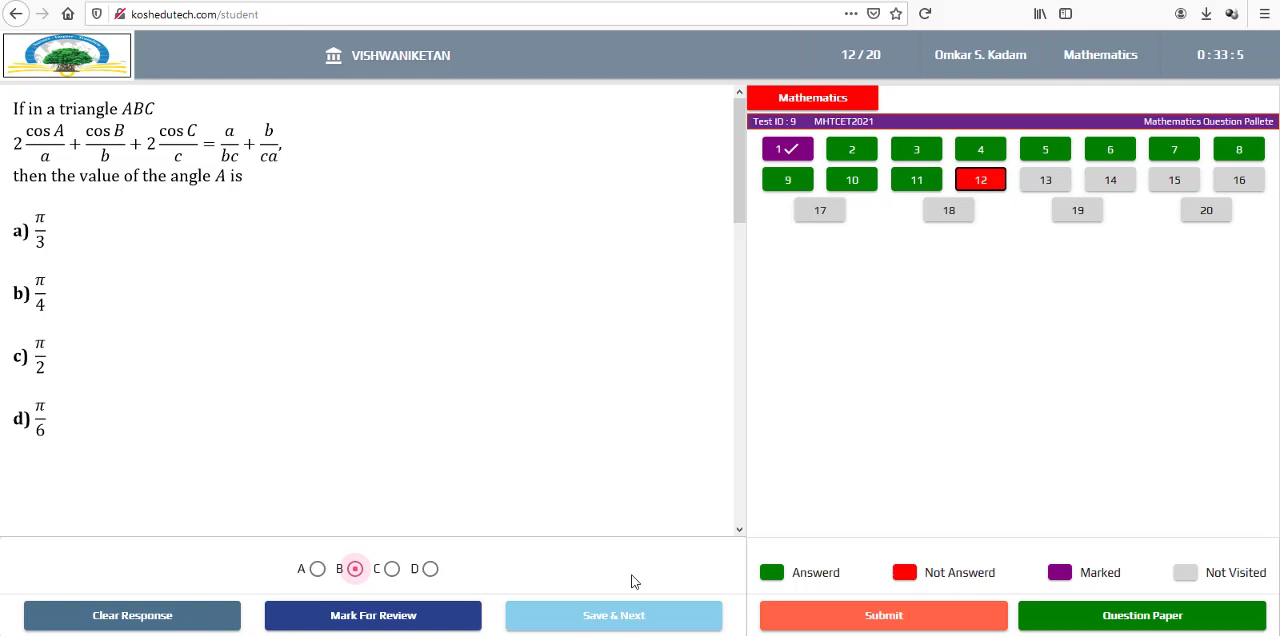 koshedutech.com/student
VISHWANIKETAN
12 / 20
Omkar S. Kadam
Mathematics
0 : 33 : 5
If in a triangle ABC
2 cos A / a + cos B / b + 2 cos C / c = a / bc + b / ca,
then the value of the angle A is
a) π/3
b) π/4
c) π/2
d) π/6
A B C D
Clear Response
Mark For Review
Save & Next
Mathematics
Test ID : 9 MHTCET2021 Mathematics Question Pallete
1 2 3 4 5 6 7 8
9 10 11 12 13 14 15 16
17 18 19 20
Answerd Not Answerd Marked Not Visited
Submit
Question Paper